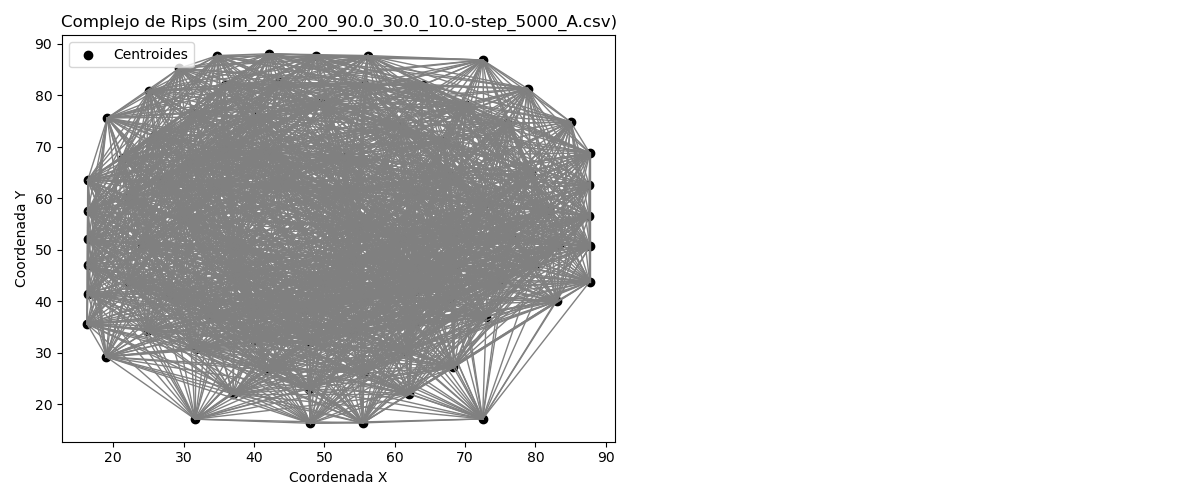 Complejo de Rips (sim_200_200_90.0_30.0_10.0-step_5000_A.csv)
Centroides
90
80
70
60
50
40
30
20
Coordenada Y
20 30 40 50 60 70 80 90
Coordenada X